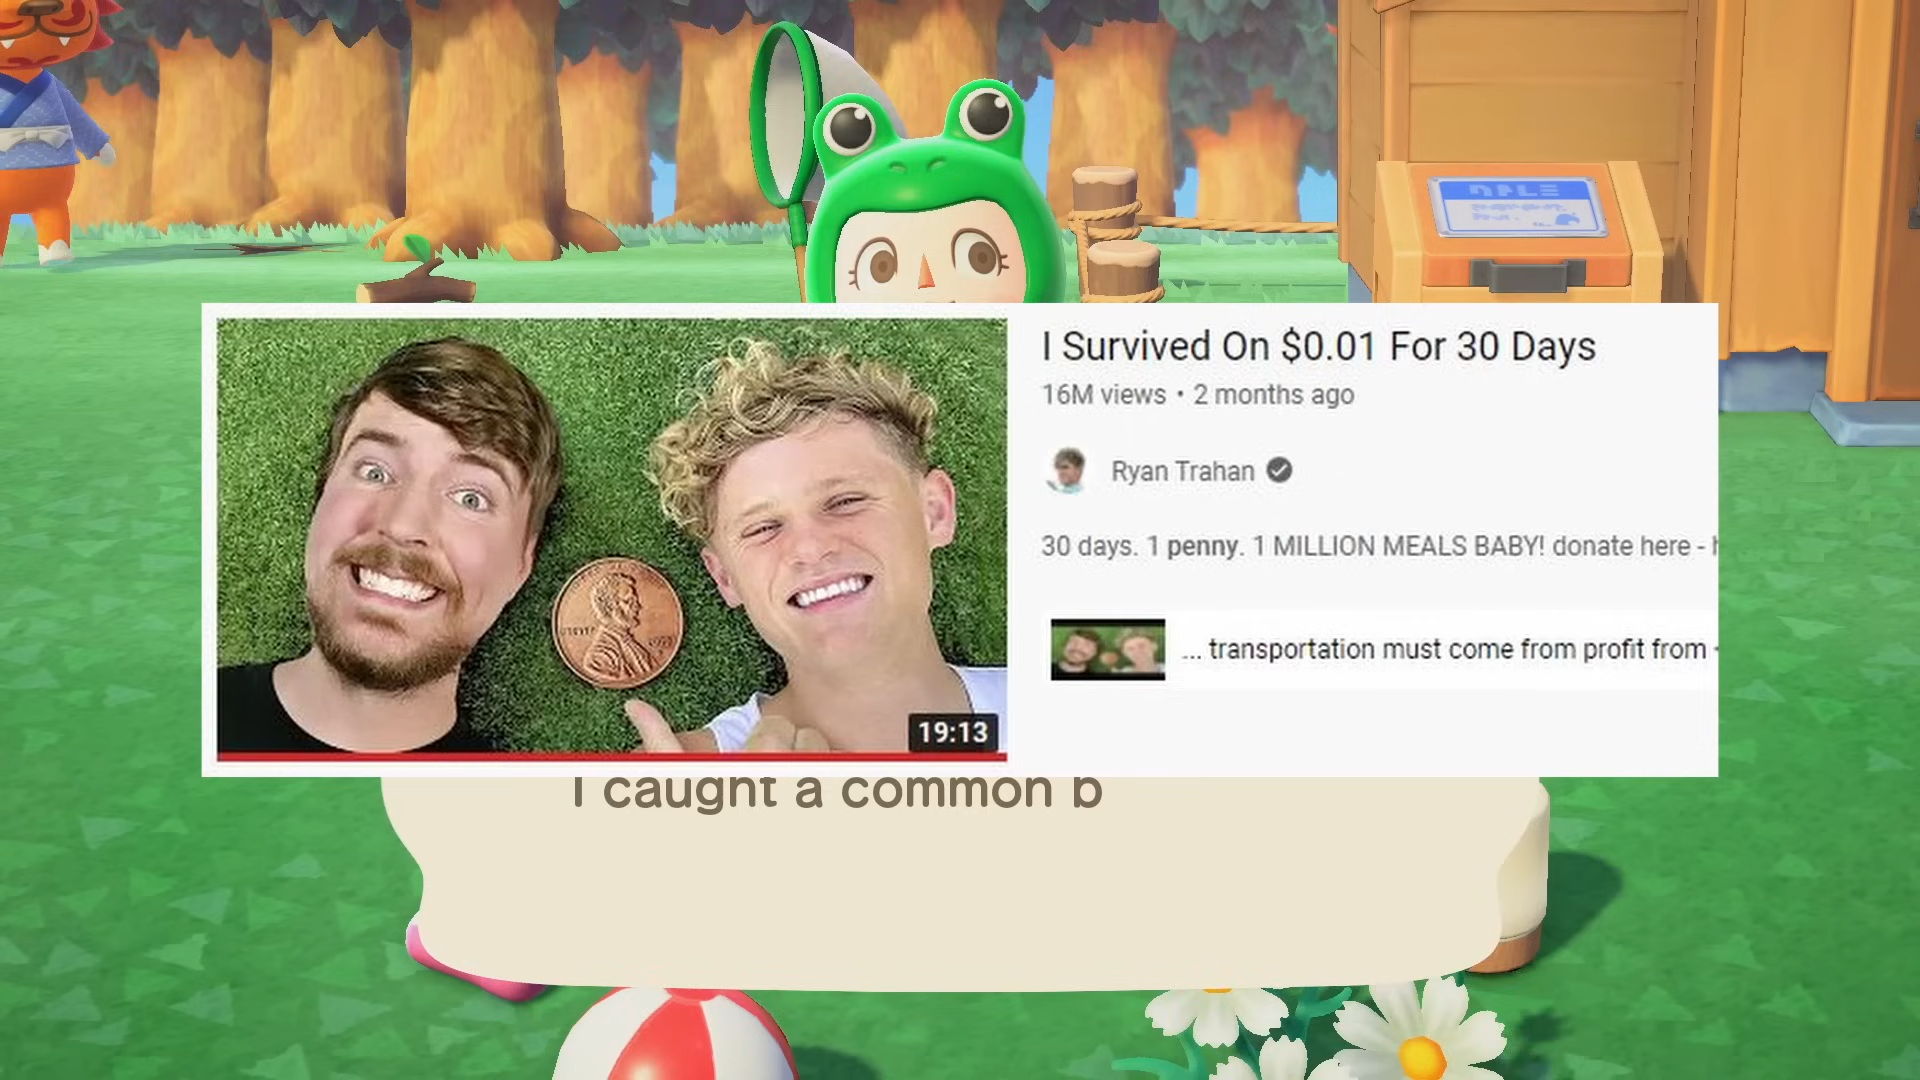 I Survived On $0.01 For 30 Days
16M views • 2 months ago
Ryan Trahan
30 days. 1 penny. 1 MILLION MEALS BABY! donate here -
... transportation must come from profit from
19:13
I caught a common b